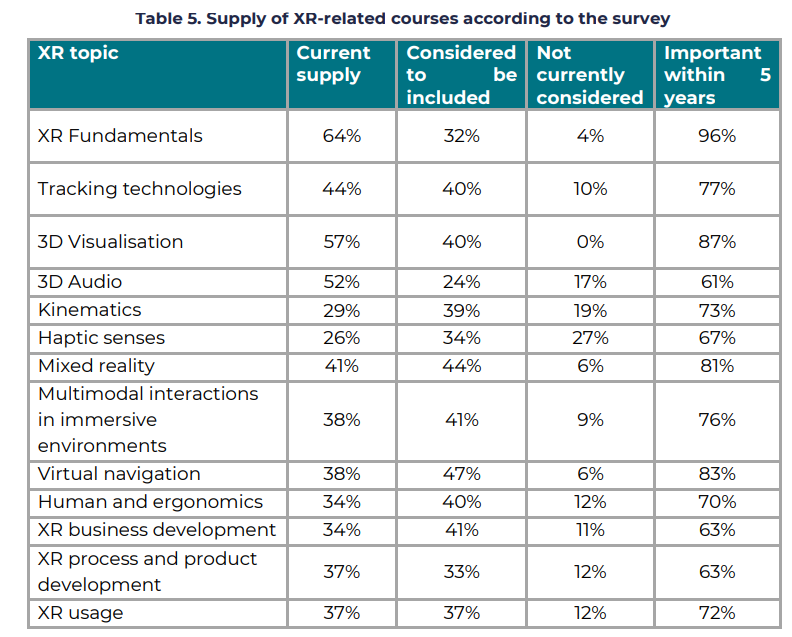 Table 5. Supply of XR-related courses according to the survey
XR topic Current supply Considered to be included Not currently considered Important within 5 years
XR Fundamentals 64% 32% 4% 96%
Tracking technologies 44% 40% 10% 77%
3D Visualisation 57% 40% 0% 87%
3D Audio 52% 24% 17% 61%
Kinematics 29% 39% 19% 73%
Haptic senses 26% 34% 27% 67%
Mixed reality 41% 44% 6% 81%
Multimodal interactions in immersive environments 38% 41% 9% 76%
Virtual navigation 38% 47% 6% 83%
Human and ergonomics 34% 40% 12% 70%
XR business development 34% 41% 11% 63%
XR process and product development 37% 33% 12% 63%
XR usage 37% 37% 12% 72%